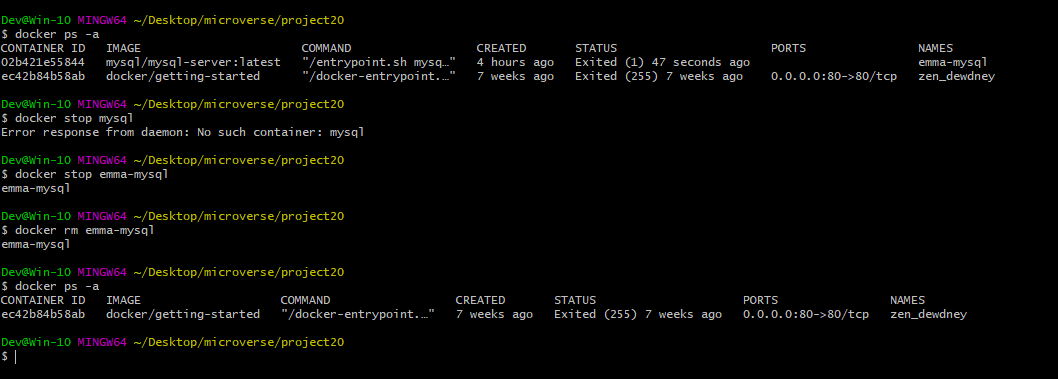 Dev@Win-10 MINGW64 ~/Desktop/microverse/project20
$ docker ps -a
CONTAINER ID   IMAGE                       COMMAND                  CREATED       STATUS                      PORTS                NAMES
02b421e55844   mysql/mysql-server:latest   "/entrypoint.sh mysq…"   4 hours ago   Exited (1) 47 seconds ago                        emma-mysql
ec42b84b58ab   docker/getting-started      "/docker-entrypoint.…"   7 weeks ago   Exited (255) 7 weeks ago    0.0.0.0:80->80/tcp   zen_dewdney
Dev@Win-10 MINGW64 ~/Desktop/microverse/project20
$ docker stop mysql
Error response from daemon: No such container: mysql
Dev@Win-10 MINGW64 ~/Desktop/microverse/project20
$ docker stop emma-mysql
emma-mysql
Dev@Win-10 MINGW64 ~/Desktop/microverse/project20
$ docker rm emma-mysql
emma-mysql
Dev@Win-10 MINGW64 ~/Desktop/microverse/project20
$ docker ps -a
CONTAINER ID   IMAGE                    COMMAND                  CREATED       STATUS                     PORTS                NAMES
ec42b84b58ab   docker/getting-started   "/docker-entrypoint.…"   7 weeks ago   Exited (255) 7 weeks ago   0.0.0.0:80->80/tcp   zen_dewdney
Dev@Win-10 MINGW64 ~/Desktop/microverse/project20
$